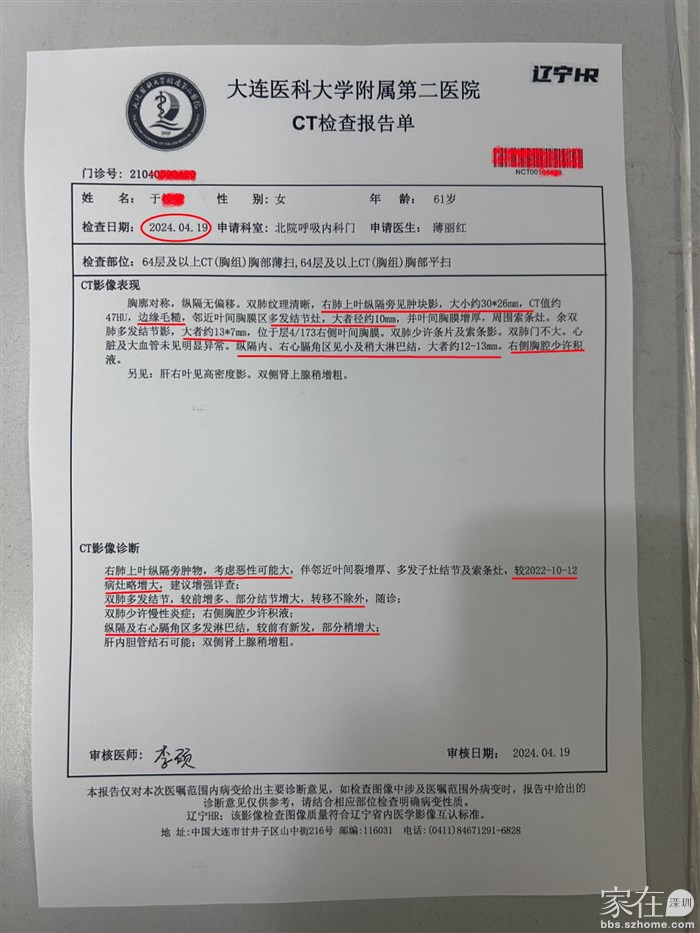 辽宁HR
大连医科大学附属第二医院
CT检查报告单
门诊号: 21040
NCT001
姓 名: 于 性 别: 女 年 龄: 61岁
检查日期: 2024.04.19 申请科室: 北院呼吸内科门 申请医生: 薄丽红
检查部位: 64层及以上CT(胸组)胸部薄扫,64层及以上CT(胸组)胸部平扫
CT影像表现
胸廓对称，纵隔无偏移。双肺纹理清晰，右肺上叶纵隔旁见肿块影，大小约30*26mm，CT值约
47HU，边缘毛糙，邻近叶间胸膜区多发结节灶，大者径约10mm，并叶间胸膜增厚，周围索条灶。余双
肺多发结节影，大者约13*7mm，位于层4/173右侧叶间胸膜。双肺少许条片及索条影。双肺门不大。心
脏及大血管未见明显异常。纵隔内、右心膈角区见小及稍大淋巴结，大者约12-13mm。右侧胸腔少许积
液。
另见：肝右叶见高密度影。双侧肾上腺稍增粗。
CT影像诊断
右肺上叶纵隔旁肿物，考虑恶性可能大，伴邻近叶间裂增厚、多发子灶结节及索条灶，较2022-10-12
病灶略增大，建议增强详查；
双肺多发结节，较前增多、部分结节增大，转移不除外，随诊；
双肺少许慢性炎症；右侧胸腔少许积液；
纵隔及右心膈角区多发淋巴结，较前有新发，部分稍增大；
肝内胆管结石可能；双侧肾上腺稍增粗。
审核医师: 李硕 审核日期: 2024.04.19
本报告仅对本次医嘱范围内病变给出主要诊断意见，如检查图像中涉及医嘱范围外病变时，报告中给出的
诊断意见仅供参考，请结合相应部位检查明确病变性质。
辽宁HR：该影像检查图像质量符合辽宁省内医学影像互认标准。
地 址:中国大连市甘井子区山中街216号 邮编:116031 电话:(0411)84671291-6828
家在深圳
bbs.szhome.com